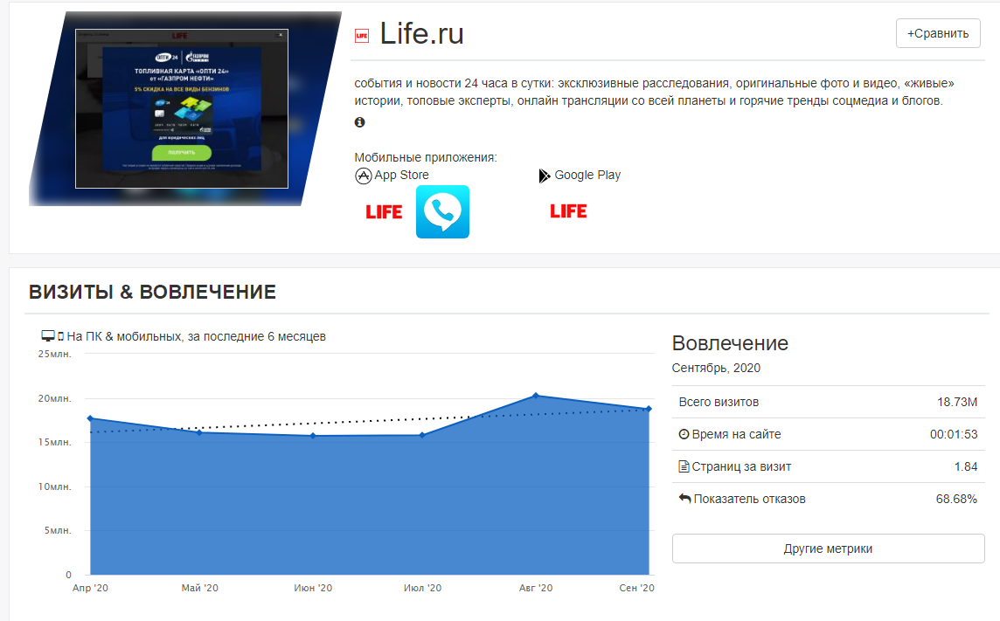 LIFE
ОПТИ 24
ГАЗПРОМ
ТОПЛИВНАЯ КАРТА «ОПТИ 24»
от «ГАЗПРОМ НЕФТИ»
5% СКИДКА НА ВСЕ ВИДЫ БЕНЗИНОВ
для юридических лиц
ПОЛУЧИТЬ
LIFE Life.ru
+Сравнить
события и новости 24 часа в сутки: эксклюзивные расследования, оригинальные фото и видео, «живые»
истории, топовые эксперты, онлайн трансляции со всей планеты и горячие тренды соцмедиа и блогов.
Мобильные приложения:
App Store
Google Play
LIFE
LIFE
ВИЗИТЫ & ВОВЛЕЧЕНИЕ
На ПК & мобильных, за последние 6 месяцев
25млн.
20млн.
15млн.
10млн.
5млн.
0
Апр '20 Май '20 Июн '20 Июл '20 Авг '20 Сен '20
Вовлечение
Сентябрь, 2020
Всего визитов 18.73M
Время на сайте 00:01:53
Страниц за визит 1.84
Показатель отказов 68.68%
Другие метрики